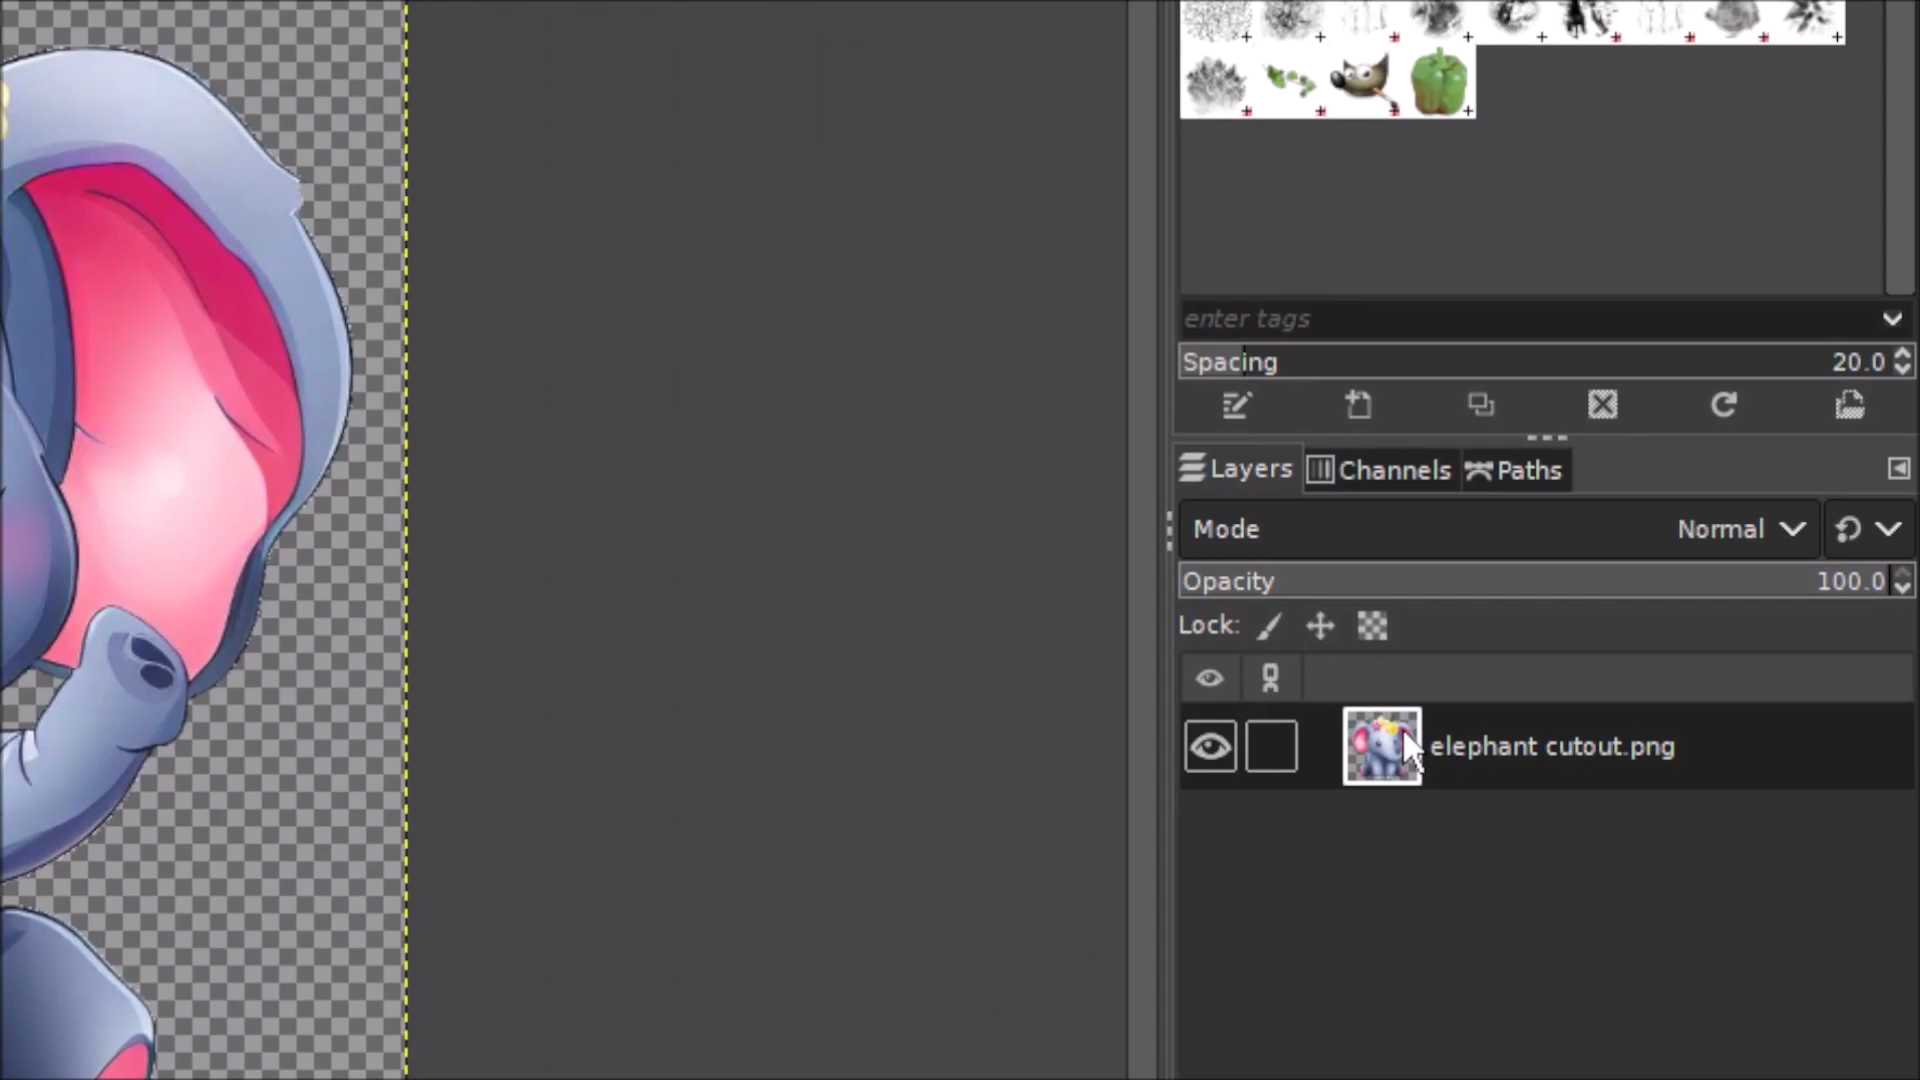 enter tags
Spacing 20.0
Layers Channels Paths
Mode Normal
Opacity 100.0
Lock:
elephant cutout.png